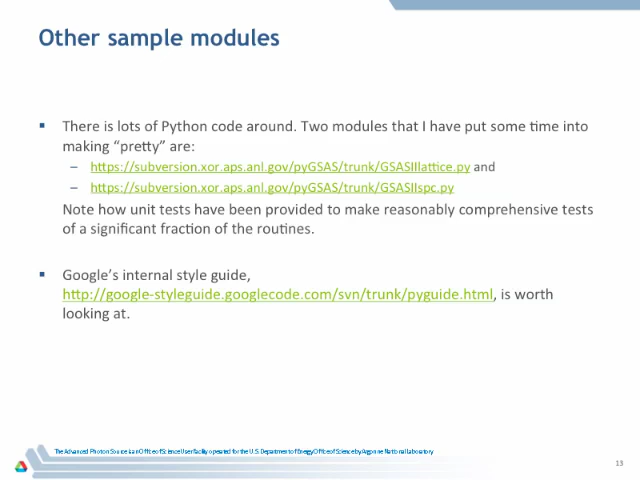 Other sample modules
▪ There is lots of Python code around. Two modules that I have put some time into
making “pretty” are:
– https://subversion.xor.aps.anl.gov/pyGSAS/trunk/GSASIIlattice.py and
– https://subversion.xor.aps.anl.gov/pyGSAS/trunk/GSASIIspc.py
Note how unit tests have been provided to make reasonably comprehensive tests
of a significant fraction of the routines.
▪ Google’s internal style guide,
http://google-styleguide.googlecode.com/svn/trunk/pyguide.html, is worth
looking at.
The Advanced Photon Source is an Office of Science User Facility operated for the U.S. Department of Energy Office of Science by Argonne National Laboratory
13